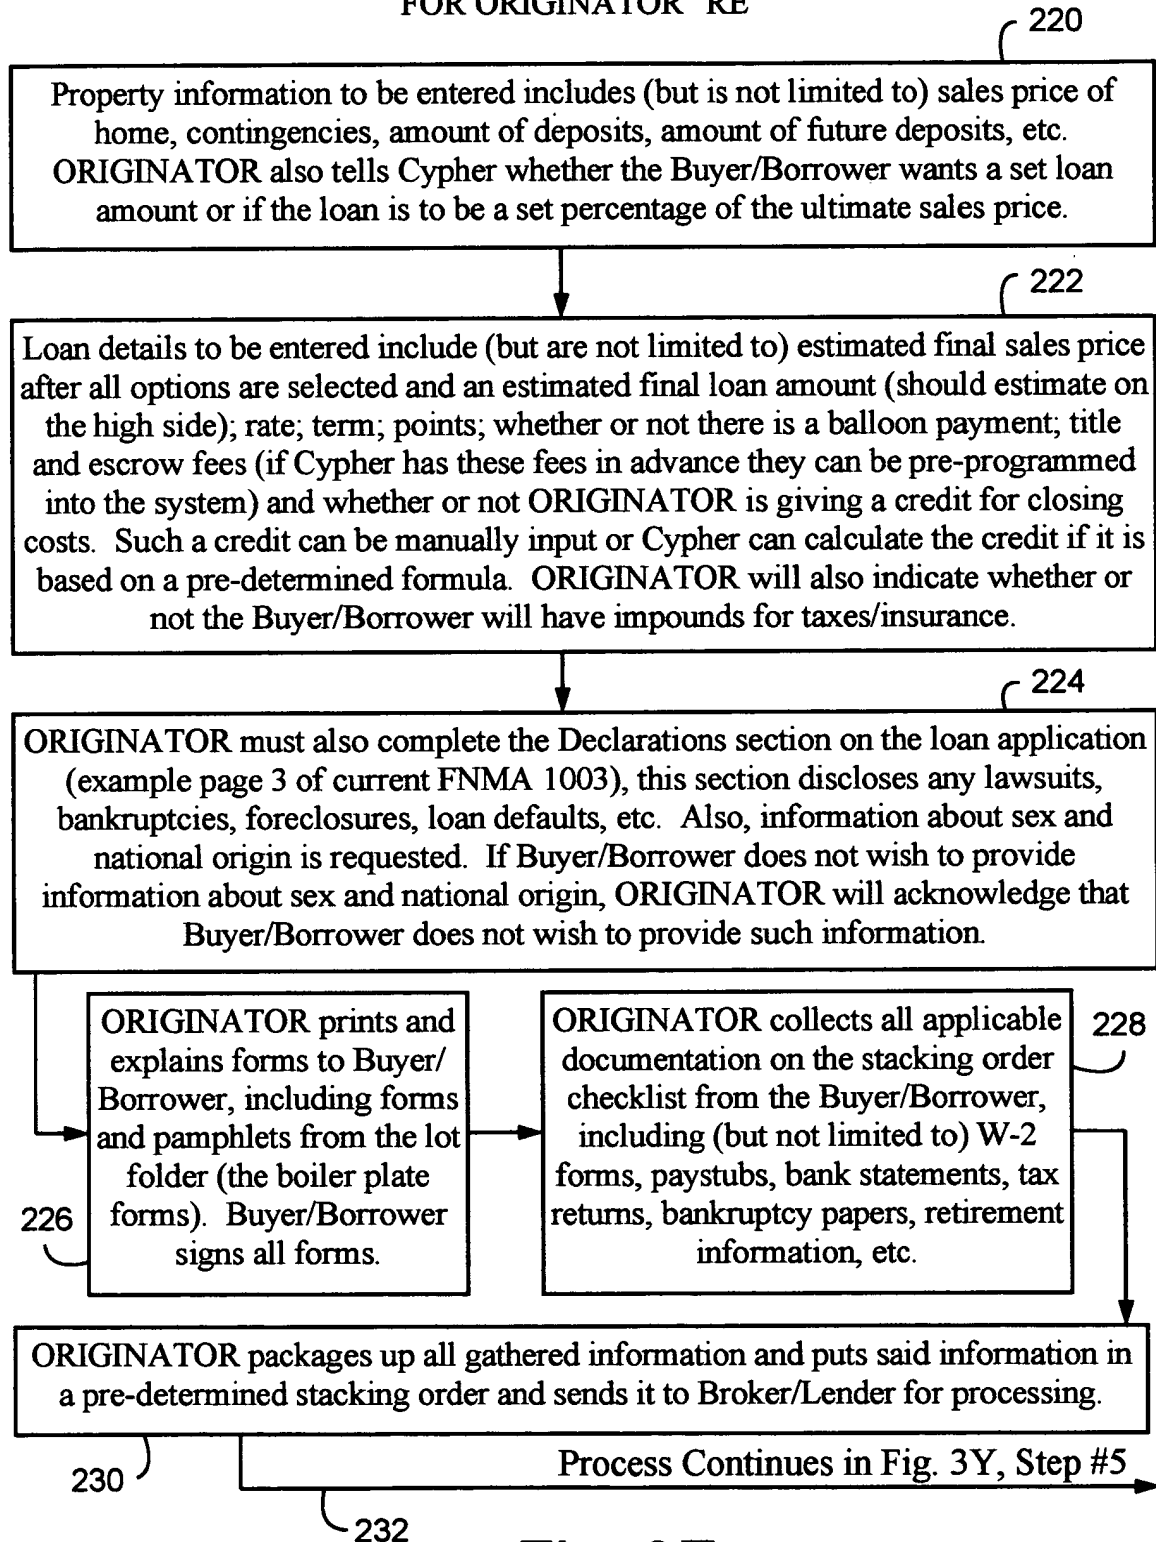 FOR ORIGINATOR "RE
220
Property information to be entered includes (but is not limited to) sales price of
home, contingencies, amount of deposits, amount of future deposits, etc.
ORIGINATOR also tells Cypher whether the Buyer/Borrower wants a set loan
amount or if the loan is to be a set percentage of the ultimate sales price.
222
Loan details to be entered include (but are not limited to) estimated final sales price
after all options are selected and an estimated final loan amount (should estimate on
the high side); rate; term; points; whether or not there is a balloon payment; title
and escrow fees (if Cypher has these fees in advance they can be pre-programmed
into the system) and whether or not ORIGINATOR is giving a credit for closing
costs. Such a credit can be manually input or Cypher can calculate the credit if it is
based on a pre-determined formula. ORIGINATOR will also indicate whether or
not the Buyer/Borrower will have impounds for taxes/insurance.
224
ORIGINATOR must also complete the Declarations section on the loan application
(example page 3 of current FNMA 1003), this section discloses any lawsuits,
bankruptcies, foreclosures, loan defaults, etc. Also, information about sex and
national origin is requested. If Buyer/Borrower does not wish to provide
information about sex and national origin, ORIGINATOR will acknowledge that
Buyer/Borrower does not wish to provide such information.
ORIGINATOR prints and
explains forms to Buyer/
Borrower, including forms
and pamphlets from the lot
folder (the boiler plate
forms). Buyer/Borrower
signs all forms.
226
ORIGINATOR collects all applicable
documentation on the stacking order
checklist from the Buyer/Borrower,
including (but not limited to) W-2
forms, paystubs, bank statements, tax
returns, bankruptcy papers, retirement
information, etc.
228
ORIGINATOR packages up all gathered information and puts said information in
a pre-determined stacking order and sends it to Broker/Lender for processing.
230
Process Continues in Fig. 3Y, Step #5
232